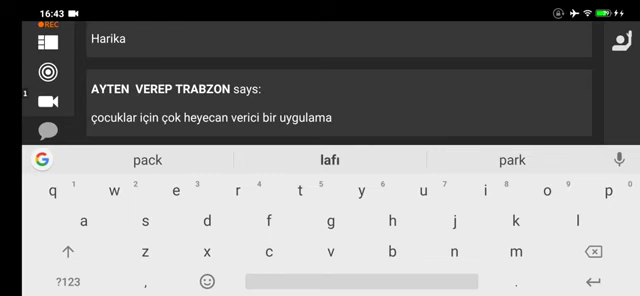 16:43
REC
Harika
AYTEN VEREP TRABZON says:
1
çocuklar için çok heyecan verici bir uygulama
G pack lafı park
q 1 w 2 e 3 r 4 t 5 y 6 u 7 i 8 o 9 p 0
a s d f g h j k l
z x c v b n m
?123 , .